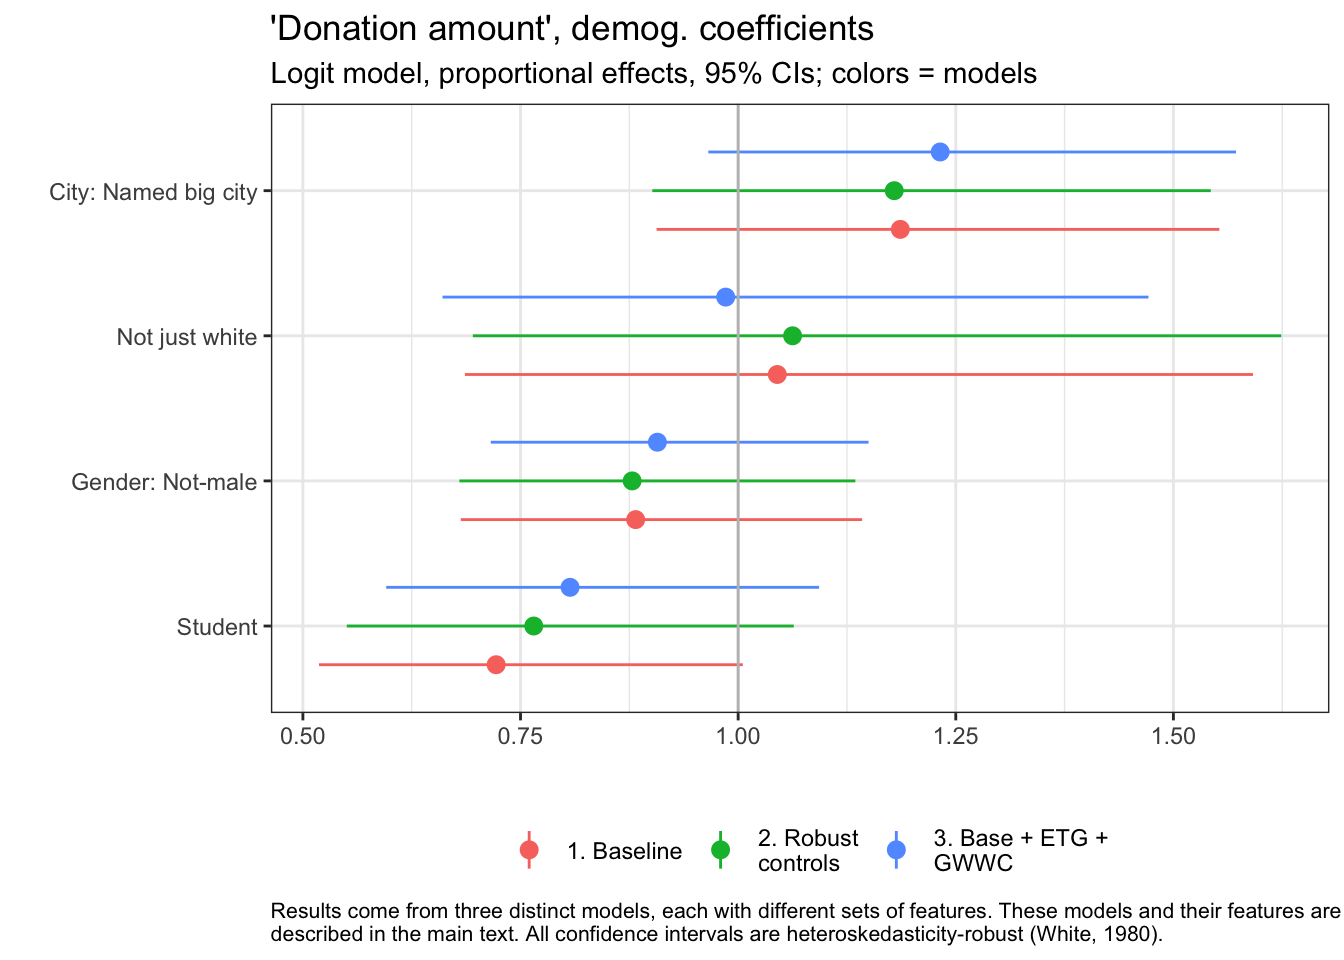 'Donation amount', demog. coefficients
Logit model, proportional effects, 95% CIs; colors = models
City: Named big city
Not just white
Gender: Not-male
Student
0.50 0.75 1.00 1.25 1.50
1. Baseline
2. Robust
controls
3. Base + ETG +
GWWC
Results come from three distinct models, each with different sets of features. These models and their features are
described in the main text. All confidence intervals are heteroskedasticity-robust (White, 1980).